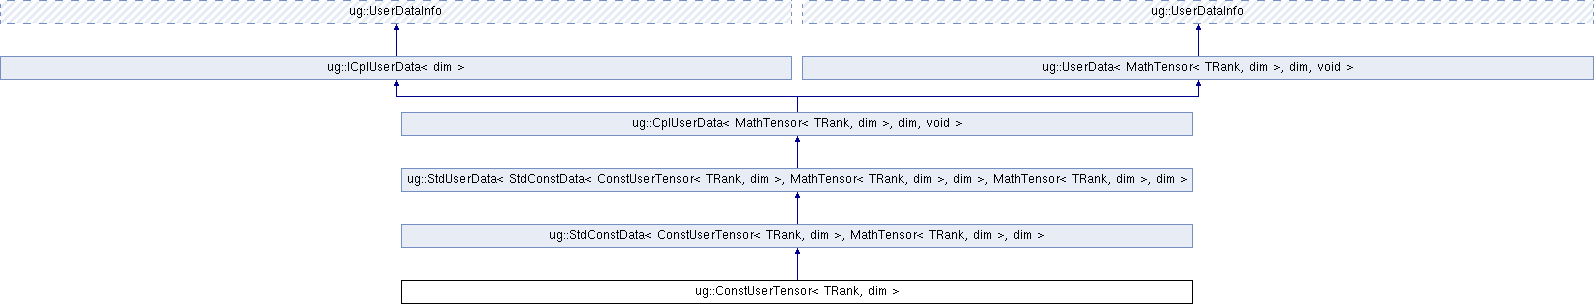 ug::UserDataInfo
ug::UserDataInfo
ug::ICplUserData< dim >
ug::UserData< MathTensor< TRank, dim >, dim, void >
ug::CplUserData< MathTensor< TRank, dim >, dim, void >
ug::StdUserData< StdConstData< ConstUserTensor< TRank, dim >, MathTensor< TRank, dim >, dim >, MathTensor< TRank, dim >, dim >
ug::StdConstData< ConstUserTensor< TRank, dim >, MathTensor< TRank, dim >, dim >
ug::ConstUserTensor< TRank, dim >